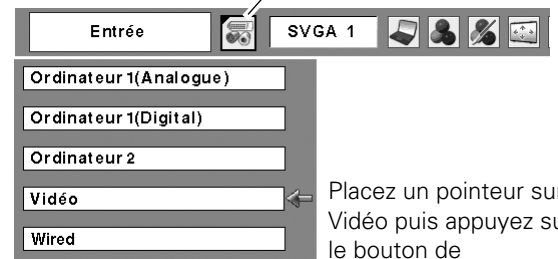 Entrée SVGA 1
Ordinateur 1(Analogue)
Ordinateur 1(Digital)
Ordinateur 2
Vidéo
Wired
Placez un pointeur sur
Vidéo puis appuyez su
le bouton de